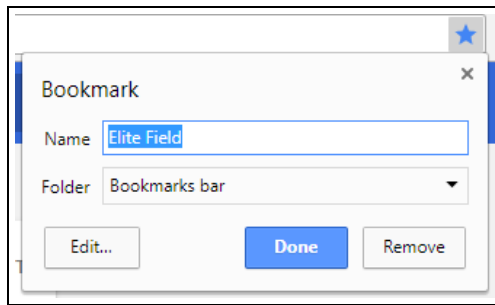 Bookmark
Name Elite Field
Folder Bookmarks bar
Edit... Done Remove
T